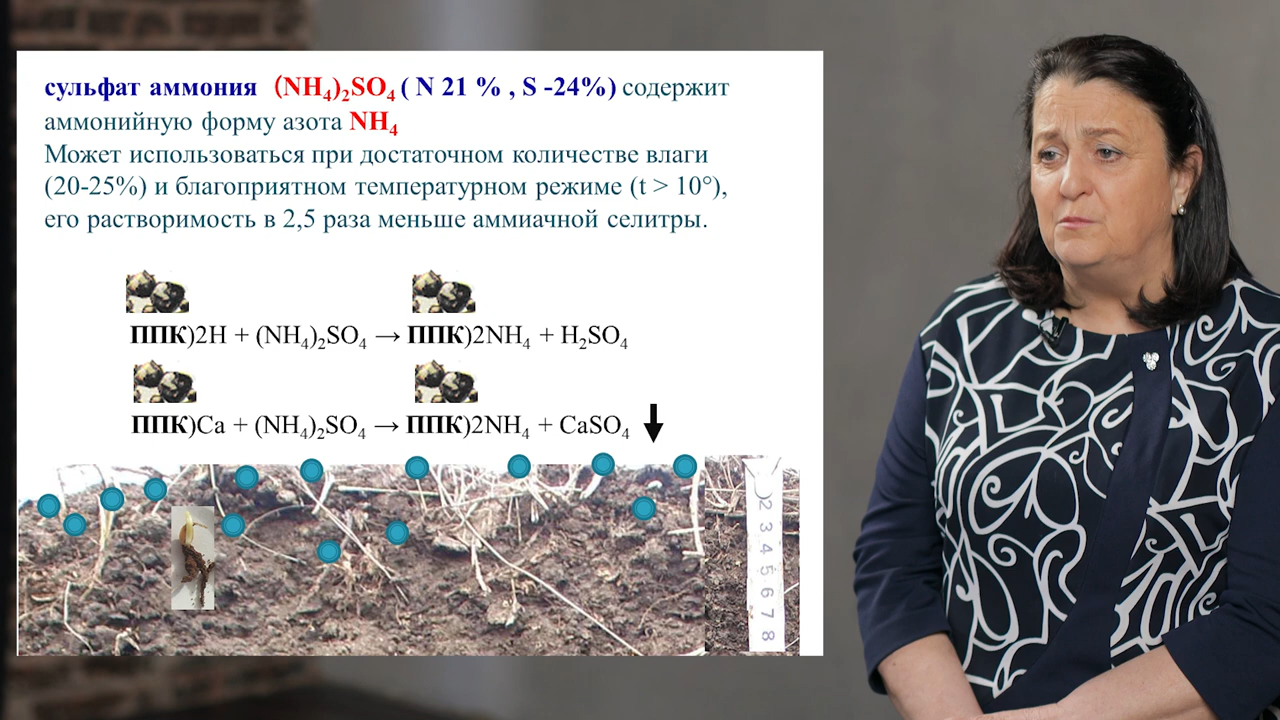 сульфат аммония (NH₄)₂SO₄ ( N 21 % , S -24%) содержит
аммонийную форму азота NH₄
Может использоваться при достаточном количестве влаги
(20-25%) и благоприятном температурном режиме (t > 10°),
его растворимость в 2,5 раза меньше аммиачной селитры.
ППК)2H + (NH₄)₂SO₄ → ППК)2NH₄ + H₂SO₄
ППК)Ca + (NH₄)₂SO₄ → ППК)2NH₄ + CaSO₄
2 3 4 5 6 7 8